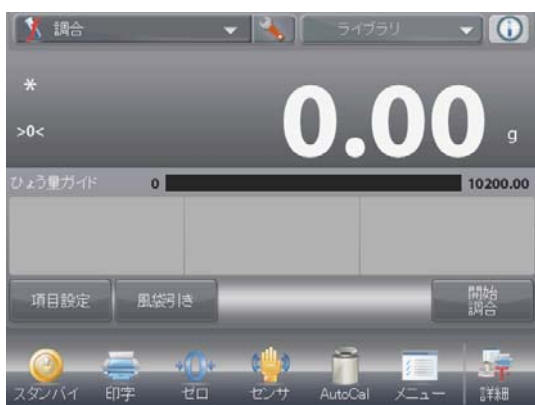 調合 ライブラリ
*
>0<
0.00 g
ひょう量ガイド 0 10200.00
項目設定 風袋引き 開始
調合
スタンバイ 印字 ゼロ センサ AutoCal メニュー 詳細